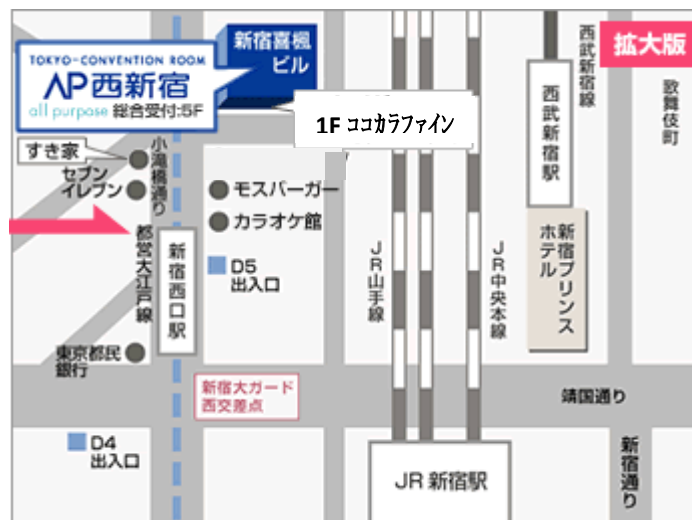 拡大版
TOKYO-CONVENTION ROOM
AP西新宿
all purpose 総合受付:5F
新宿喜楓
ビル
1F ココカラファイン
西武新宿線
歌舞伎町
西武新宿駅
新宿プリンス
ホテル
すき家
小滝橋通り
セブン
イレブン
モスバーガー
カラオケ館
都営大江戸線
新宿西口駅
D5
出入口
JR山手線
JR中央本線
東京都民
銀行
新宿大ガード
西交差点
靖国通り
D4
出入口
JR 新宿駅
新宿通り